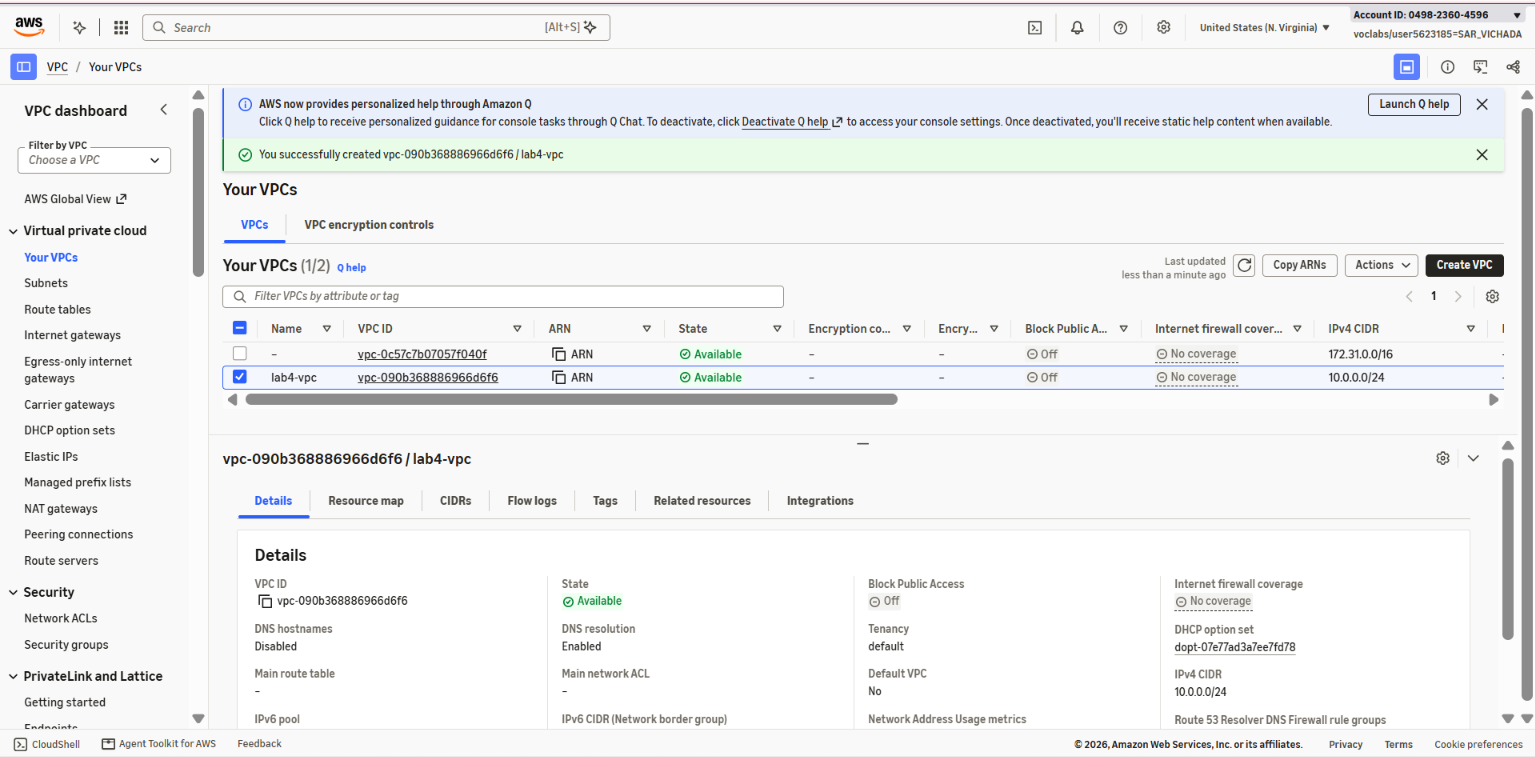 aws
Search [Alt+S]
United States (N. Virginia) ▼
Account ID: 0498-2360-4596 ▼
voclabs/user5623185=SAR_VICHADA
VPC / Your VPCs
VPC dashboard
Filter by VPC
Choose a VPC
AWS Global View
Virtual private cloud
Your VPCs
Subnets
Route tables
Internet gateways
Egress-only internet
gateways
Carrier gateways
DHCP option sets
Elastic IPs
Managed prefix lists
NAT gateways
Peering connections
Route servers
Security
Network ACLs
Security groups
PrivateLink and Lattice
Getting started
Endpoints
AWS now provides personalized help through Amazon Q
Click Q help to receive personalized guidance for console tasks through Q Chat. To deactivate, click Deactivate Q help to access your console settings. Once deactivated, you'll receive static help content when available.
Launch Q help
You successfully created vpc-090b368886966d6f6 / lab4-vpc
Your VPCs
VPCs VPC encryption controls
Your VPCs (1/2) Q help
Last updated
less than a minute ago
Copy ARNs Actions Create VPC
Filter VPCs by attribute or tag
1
Name VPC ID ARN State Encryption co... Encry... Block Public A... Internet firewall cover... IPv4 CIDR
– vpc-0c57c7b07057f040f ARN Available – – Off No coverage 172.31.0.0/16 -
lab4-vpc vpc-090b368886966d6f6 ARN Available – – Off No coverage 10.0.0.0/24 -
vpc-090b368886966d6f6 / lab4-vpc
Details Resource map CIDRs Flow logs Tags Related resources Integrations
Details
VPC ID
vpc-090b368886966d6f6
State
Available
Block Public Access
Off
Internet firewall coverage
No coverage
DNS hostnames
Disabled
DNS resolution
Enabled
Tenancy
default
DHCP option set
dopt-07e77ad3a7ee7fd78
Main route table
–
Main network ACL
–
Default VPC
No
IPv4 CIDR
10.0.0.0/24
IPv6 pool
IPv6 CIDR (Network border group)
Network Address Usage metrics
Route 53 Resolver DNS Firewall rule groups
CloudShell Agent Toolkit for AWS Feedback
© 2026, Amazon Web Services, Inc. or its affiliates. Privacy Terms Cookie preferences